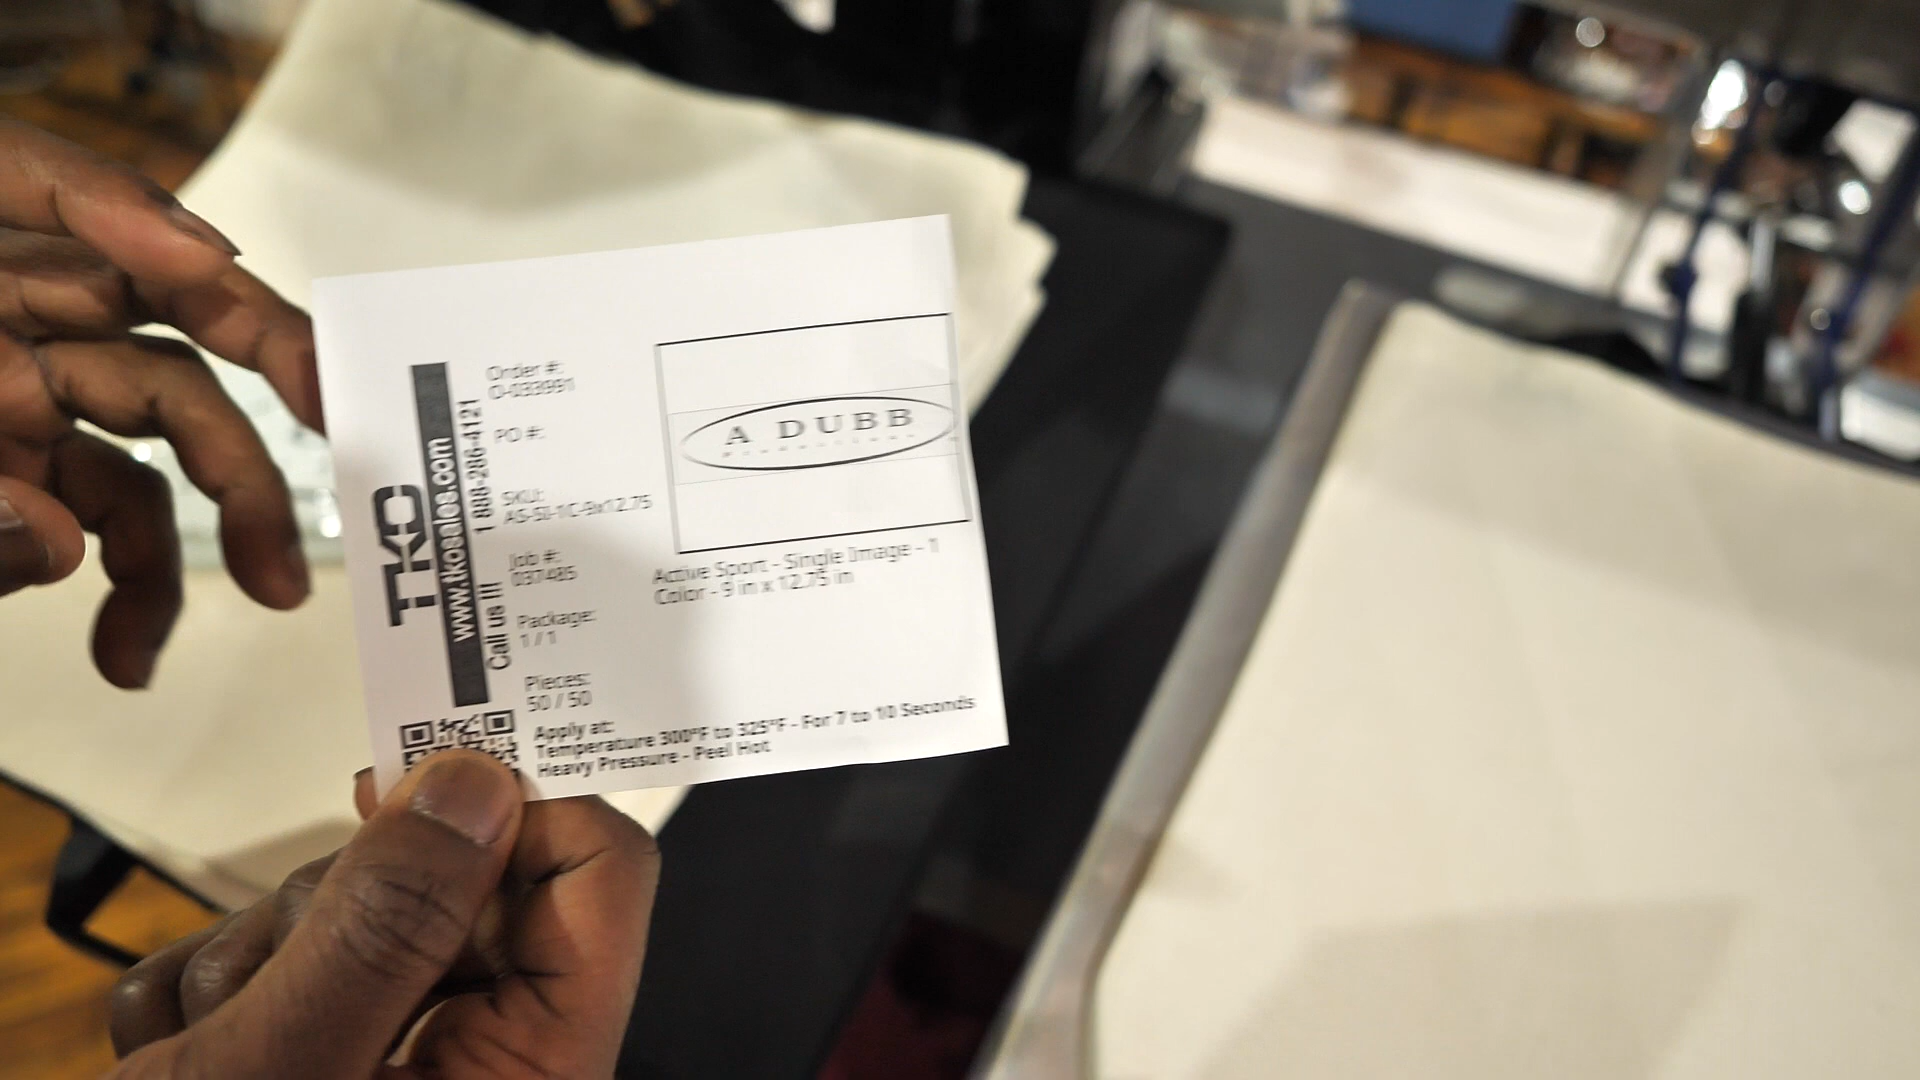 TKO
www.tkosales.com
Call us !!! 1 888-286-4121
Order #:
O-033991
PO #:
SKU:
AS-SI-1C-9x12.75
Job #:
037485
Package:
1 / 1
Pieces:
50 / 50
A DUBB
Active Sport - Single Image - 1
Color - 9 in x 12.75 in
Apply at:
Temperature 300°F to 325°F - For 7 to 10 Seconds
Heavy Pressure - Peel Hot